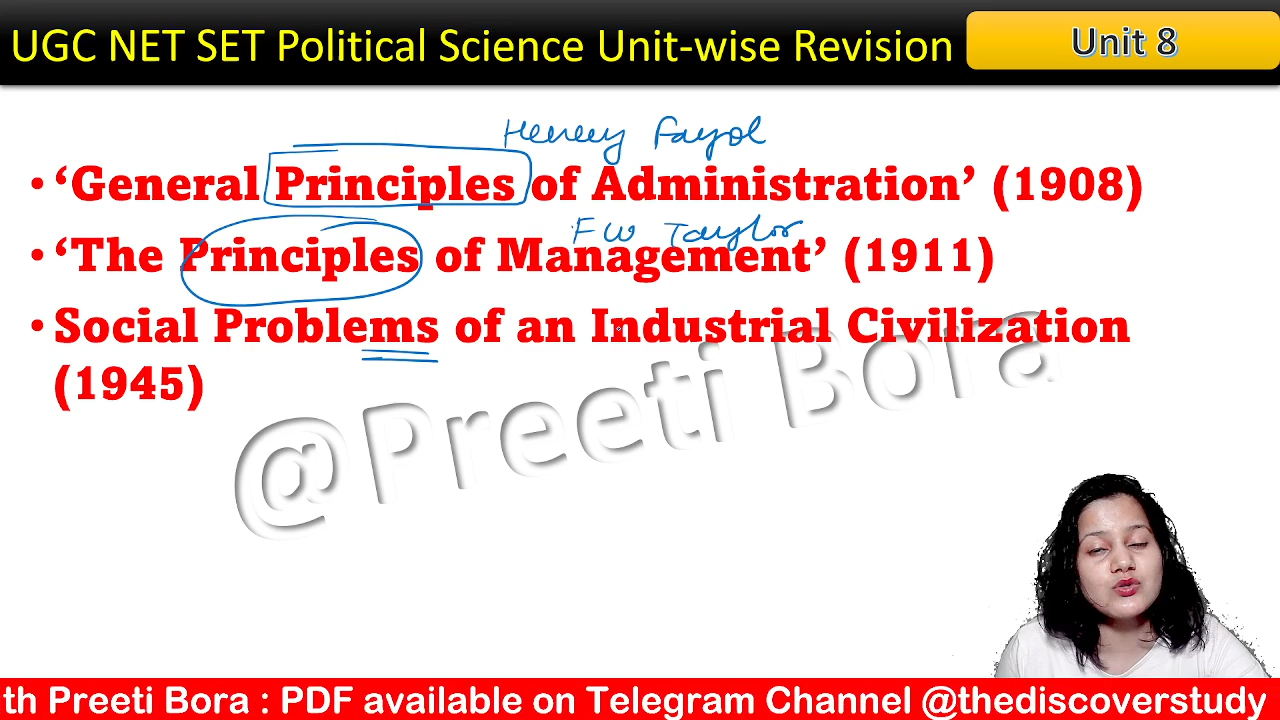 UGC NET SET Political Science Unit-wise Revision
Unit 8
Heney Fayol
• ‘General Principles of Administration’ (1908)
FW Taylor
• ‘The Principles of Management’ (1911)
• Social Problems of an Industrial Civilization
(1945)
@Preeti Bora
th Preeti Bora : PDF available on Telegram Channel @thediscoverstudy